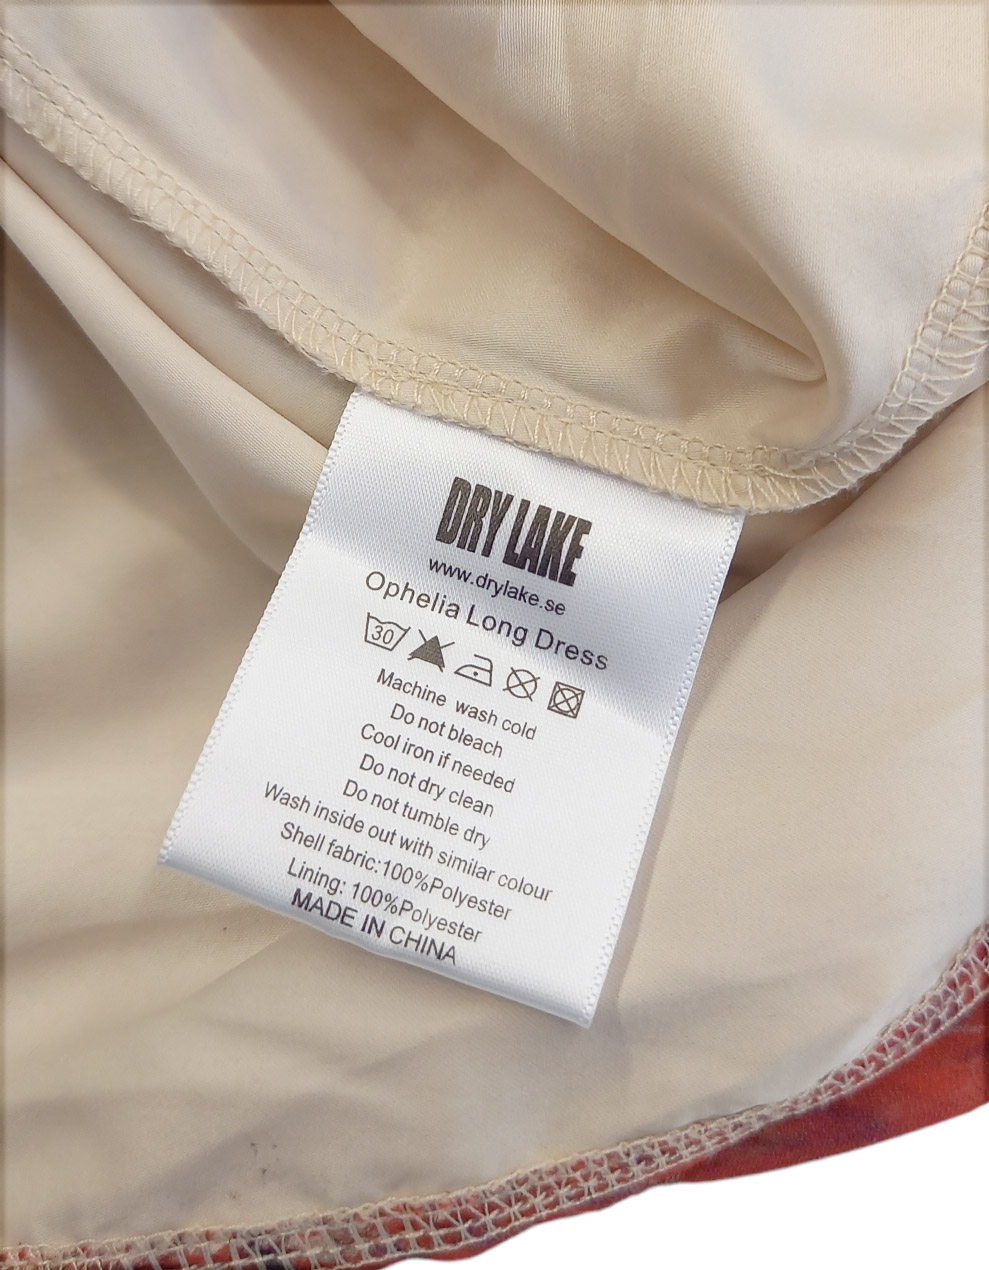 DRY LAKE
www.drylake.se
Ophelia Long Dress
30
Machine wash cold
Do not bleach
Cool iron if needed
Do not dry clean
Do not tumble dry
Wash inside out with similar colour
Shell fabric:100%Polyester
Lining: 100%Polyester
MADE IN CHINA